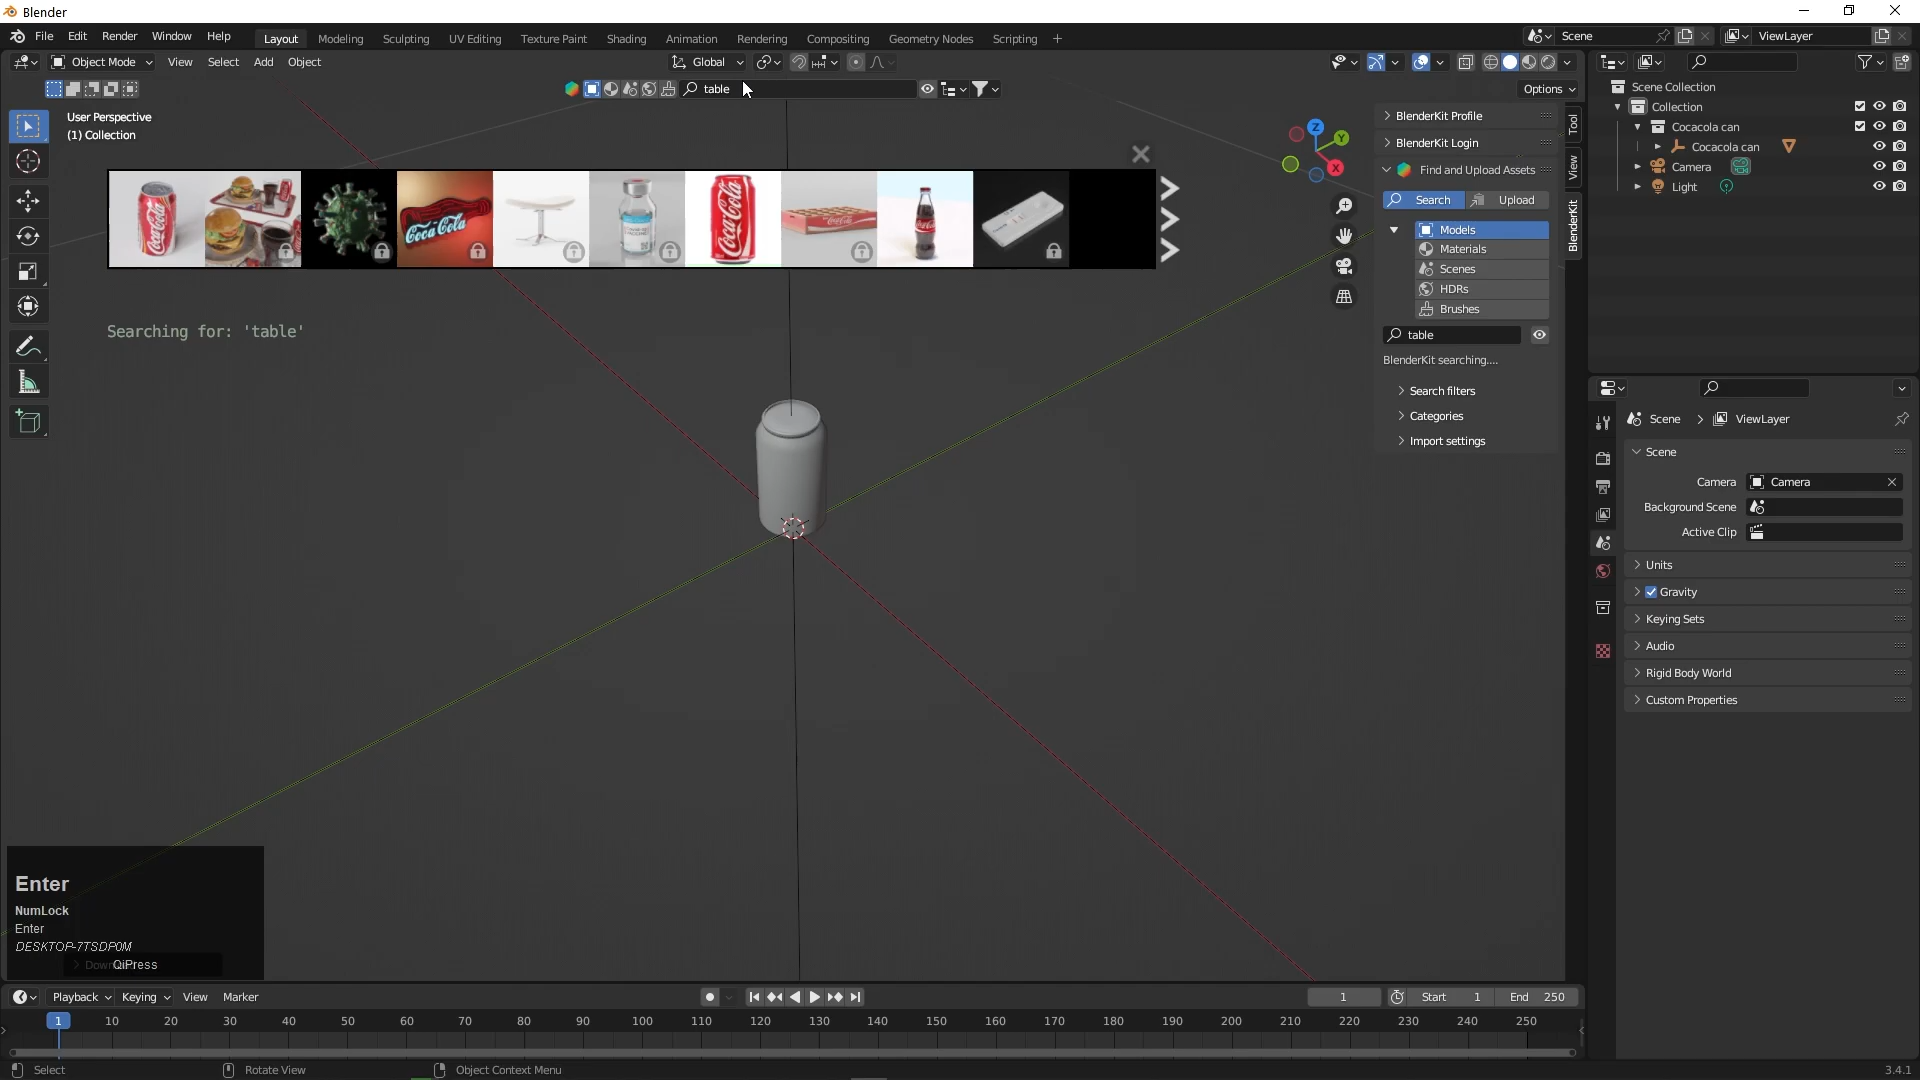 Blender
File Edit Render Window Help
Layout Modeling Sculpting UV Editing Texture Paint Shading Animation Rendering Compositing Geometry Nodes Scripting +
Scene
ViewLayer
Object Mode View Select Add Object
Global
table
Options
User Perspective
(1) Collection
Coca-Cola
Searching for: 'table'
Z
Y
X
BlenderKit Profile
BlenderKit Login
Find and Upload Assets
Search Upload
Models
Materials
Scenes
HDRs
Brushes
table
BlenderKit searching....
Search filters
Categories
Import settings
Tool
View
BlenderKit
Scene Collection
Collection
Cocacola can
Cocacola can
Camera
Light
Scene > ViewLayer
Scene
Camera Camera
Background Scene
Active Clip
Units
Gravity
Keying Sets
Audio
Rigid Body World
Custom Properties
Enter
NumLock
Enter
DESKTOP-7TSDP0M
QiPress
Playback Keying View Marker
1 Start 1 End 250
1 10 20 30 40 50 60 70 80 90 100 110 120 130 140 150 160 170 180 190 200 210 220 230 240 250
Select Rotate View Object Context Menu
3.4.1